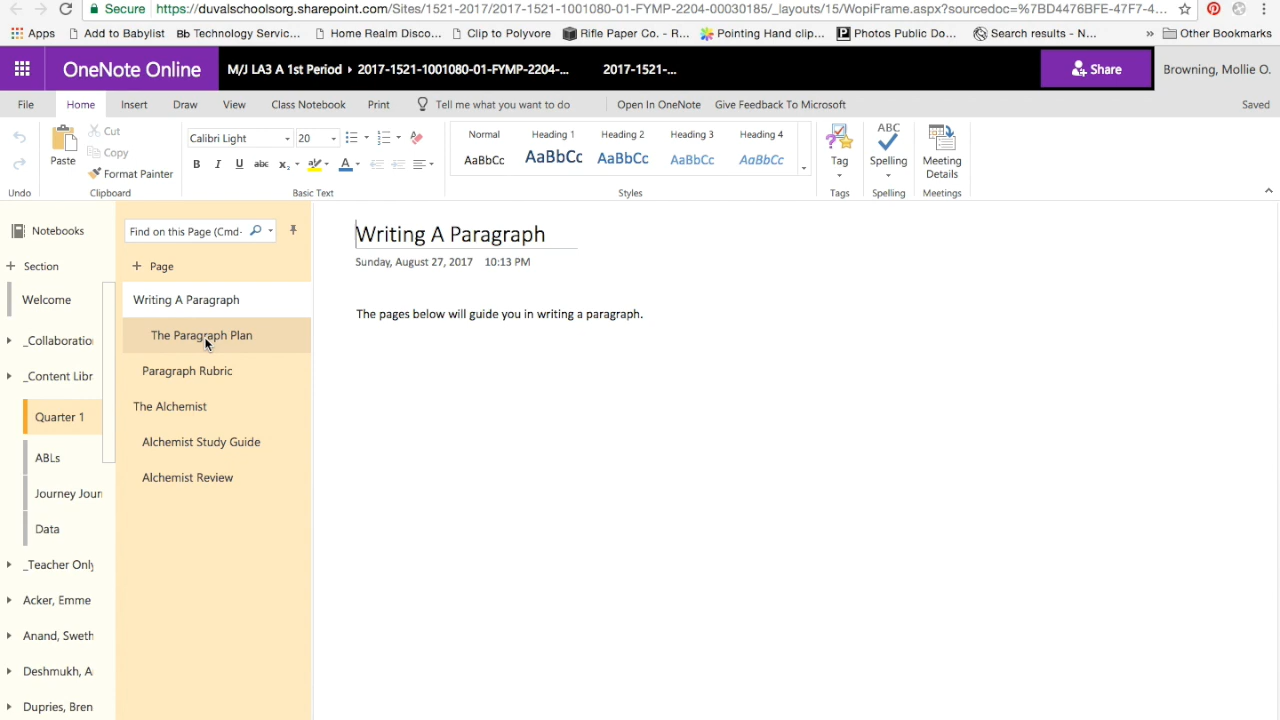 Secure https://duvalschoolsorg.sharepoint.com/Sites/1521-2017/2017-1521-1001080-01-FYMP-2204-00030185/_layouts/15/WopiFrame.aspx?sourcedoc=%7BD4476BFE-47F7-4...
Apps Add to Babylist Bb Technology Servic... Home Realm Disco... Clip to Polyvore Rifle Paper Co. - R... Pointing Hand clip... Photos Public Do... Search results - N... » Other Bookmarks
OneNote Online M/J LA3 A 1st Period 2017-1521-1001080-01-FYMP-2204-... 2017-1521-... Share Browning, Mollie O.
File Home Insert Draw View Class Notebook Print Tell me what you want to do Open In OneNote Give Feedback To Microsoft Saved
Paste Cut Copy Format Painter
Calibri Light 20
B I U abc x₂ aby A
Normal Heading 1 Heading 2 Heading 3 Heading 4
AaBbCc AaBbCc AaBbCc AaBbCc AaBbCc
Tag
ABC
Spelling
Meeting
Details
Undo Clipboard Basic Text Styles Tags Spelling Meetings
Notebooks
+ Section
Welcome
_Collaboratio
_Content Libr
Quarter 1
ABLs
Journey Jour
Data
_Teacher Only
Acker, Emme
Anand, Sweth
Deshmukh, A
Dupries, Bren
Find on this Page (Cmd-
+ Page
Writing A Paragraph
The Paragraph Plan
Paragraph Rubric
The Alchemist
Alchemist Study Guide
Alchemist Review
Writing A Paragraph
Sunday, August 27, 2017 10:13 PM
The pages below will guide you in writing a paragraph.